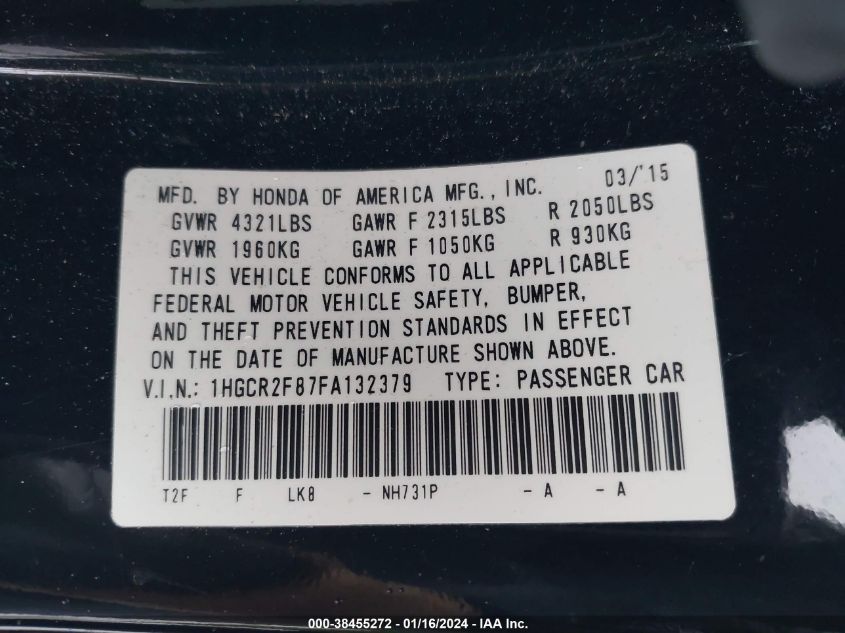 MFD. BY HONDA OF AMERICA MFG., INC. 03/'15
GVWR 4321LBS GAWR F 2315LBS R 2050LBS
GVWR 1960KG GAWR F 1050KG R 930KG
THIS VEHICLE CONFORMS TO ALL APPLICABLE
FEDERAL MOTOR VEHICLE SAFETY, BUMPER,
AND THEFT PREVENTION STANDARDS IN EFFECT
ON THE DATE OF MANUFACTURE SHOWN ABOVE.
V.I.N.: 1HGCR2F87FA132379 TYPE: PASSENGER CAR
T2F F LK8 - NH731P - A - A
000-38455272 - 01/16/2024 - IAA Inc.